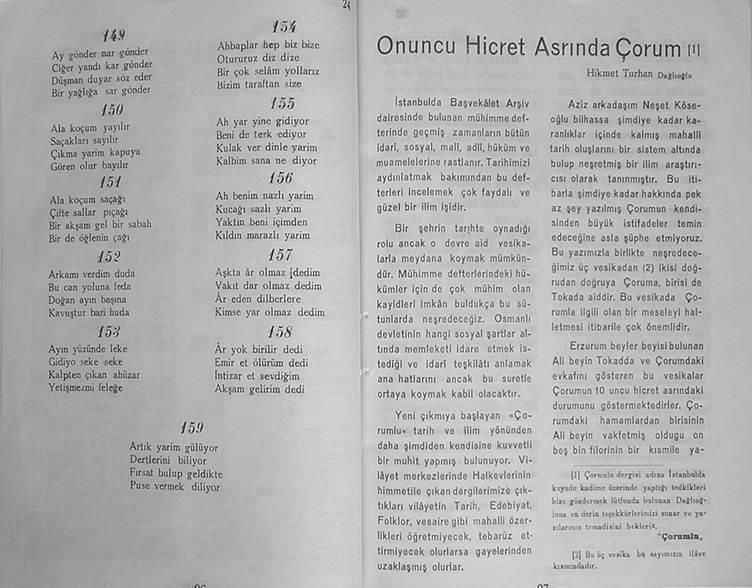 149
Ay gönder nar gönder
Ciğer yandı kar gönder
Düşman duyar söz eder
Bir yağlığa sar gönder
150
Ala koçum yayılır
Saçakları sayılır
Çıkma yarim kapuya
Gören olur bayılır
151
Ala koçum saçağı
Çifte sallar pıçağı
Bir akşam gel bir sabah
Bir de öğlenin çağı
152
Arkamı verdim duda
Bu can yoluna feda
Doğan ayın başına
Kavuştur bari huda
153
Ayın yüzünde leke
Gidiyo seke seke
Kalpten çıkan ahüzar
Yetişmezmi feleğe
154
Ahbaplar hep biz bize
Otururuz diz dize
Bir çok selâm yollarız
Bizim taraftan size
155
Ah yar yine gidiyor
Beni de terk ediyor
Kulak ver dinle yarim
Kalbim sana ne diyor
156
Ah benim nazlı yarim
Kucağı sazlı yarim
Yaktın beni içimden
Kıldın marazlı yarim
157
Aşkta âr olmaz dedim
Vakıt dar olmaz dedim
Âr eden dilberlere
Kimse yar olmaz dedim
158
Âr yok birilir dedi
Emir et ölürüm dedi
İntizar et sevdiğim
Akşam gelirim dedi
159
Artık yarim gülüyor
Dertlerini biliyor
Fırsat bulup geldikte
Puse vermek diliyor
24
Onuncu Hicret Asrında Çorum [1]
Hikmet Turhan Dağlıoğlu
İstanbulda Başvekâlet Arşiv
dairesinde bulunan mühimme def-
terinde geçmiş zamanların bütün
idarî, sosyal, malî, adlî, hüküm ve
muamelelerine rastlanır. Tarihimizi
aydınlatmak bakımından bu def-
terleri incelemek çok faydalı ve
güzel bir ilim işidir.
Bir şehrin tarihte oynadığı
rolu ancak o devre aid vesika-
larla meydana koymak mümkün-
dür. Mühimme defterlerindeki hü-
kümler için de çok mühim olan
kayidleri imkân buldukça bu sü-
tunlarda neşredeceğiz. Osmanlı
devletinin hangi sosyal şartlar al-
tında memleketi idare etmek is-
tediği ve idarî teşkilâtı anlamak
ana hatlarını ancak bu suretle
ortaya koymak kabil olacaktır.
Yeni çıkmıya başlayan «Ço-
rumlu» tarih ve ilim yönünden
daha şimdiden kendisine kuvvetli
bir muhit yapmış bulunuyor. Vi-
lâyet merkezlerinde Halkevlerinin
himmetile çıkan dergilerimize çık-
tıkları vilâyetin Tarih, Edebiyat,
Folklor, vesaire gibi mahallî özer-
likleri öğretmiyecek, tebarüz et-
tirmiyecek olurlarsa gayelerinden
uzaklaşmış olurlar.
Aziz arkadaşım Neşet Köse-
oğlu bilhassa şimdiye kadar ka-
ranlıklar içinde kalmış mahallî
tarih oluşlarını bir sistem altında
bulup neşretmiş bir ilim araştırı-
cısı olarak tanınmıştır. Bu iti-
barla şimdiye kadar hakkında pek
az şey yazılmış Çorumun kendi-
sinden büyük istifadeler temin
edeceğine asla şüphe etmiyoruz.
Bu yazımızla birlikte neşredece-
ğimiz üç vesikadan (2) ikisi doğ-
rudan doğruya Çoruma, birisi de
Tokada aiddir. Bu vesikada Ço-
rumla ilgili olan bir meseleyi hal-
letmesi itibarile çok önemlidir.
Erzurum beyler beyisi bulunan
Ali beyin Tokadda ve Çorumdaki
evkafını gösteren bu vesikalar
Çorumun 10 uncu hicret asrındaki
durumunu göstermektedirler. Ço-
rumdaki hamamlardan birisinin
Ali beyin vakfetmiş oldugu on
beş bin filorinin bir kısmile ya-
[1] Çorumlu dergisi adına İstanbulda
kuyudu kadime üzerinde yaptığı tedkikleri
bize göndermek lütfunda bulunan Dağlıoğ-
luna en derin teşekkürlerimizi sunar ve ya-
zılarının temadisini bekleriz.
"Çorumlu„
[2] Bu üç vesika bu sayımızın ilâve
kısmındadır.